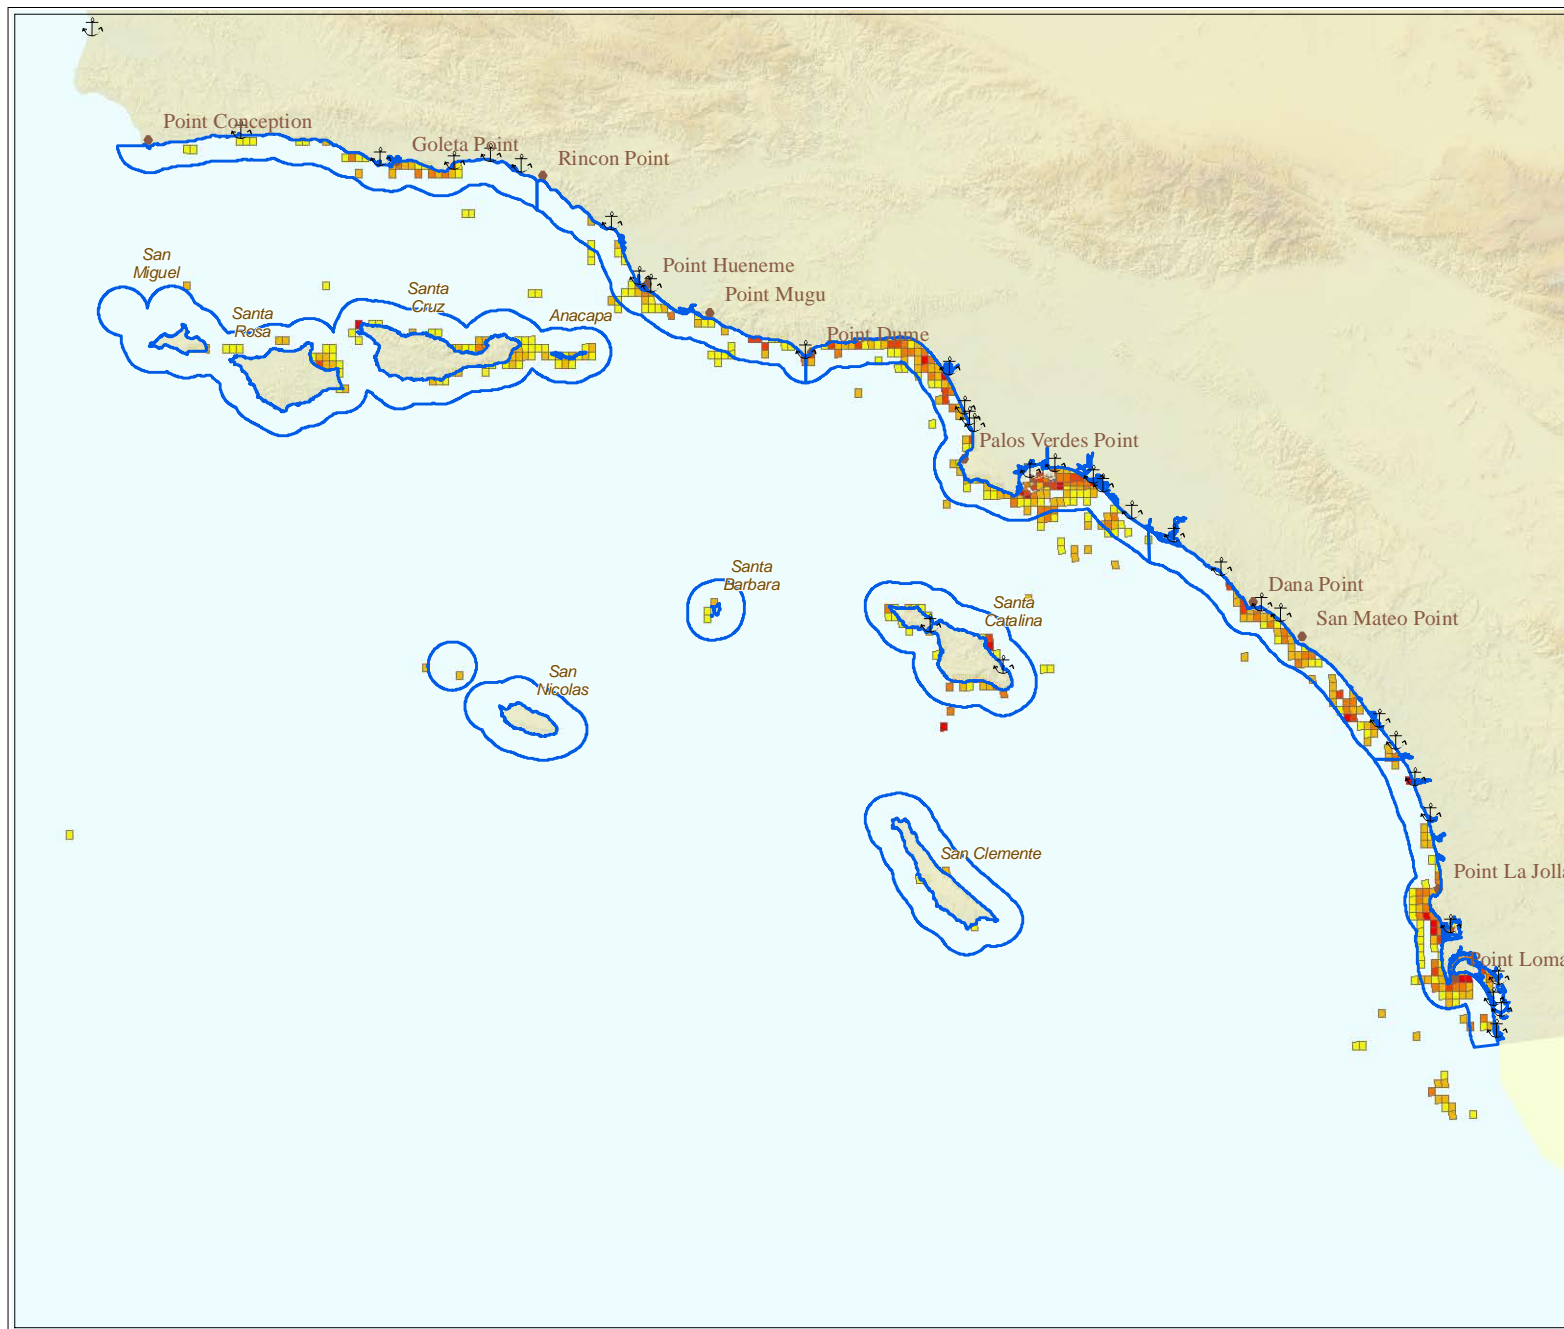 Point Conception
Goleta Point
Rincon Point
San
Miguel
Point Hueneme
Santa
Cruz
Point Mugu
Santa
Rosa
Anacapa
Point Dume
Palos Verdes Point
Santa
Barbara
Santa
Catalina
Dana Point
San Mateo Point
San
Nicolas
San Clemente
Point La Jolla
Point Loma